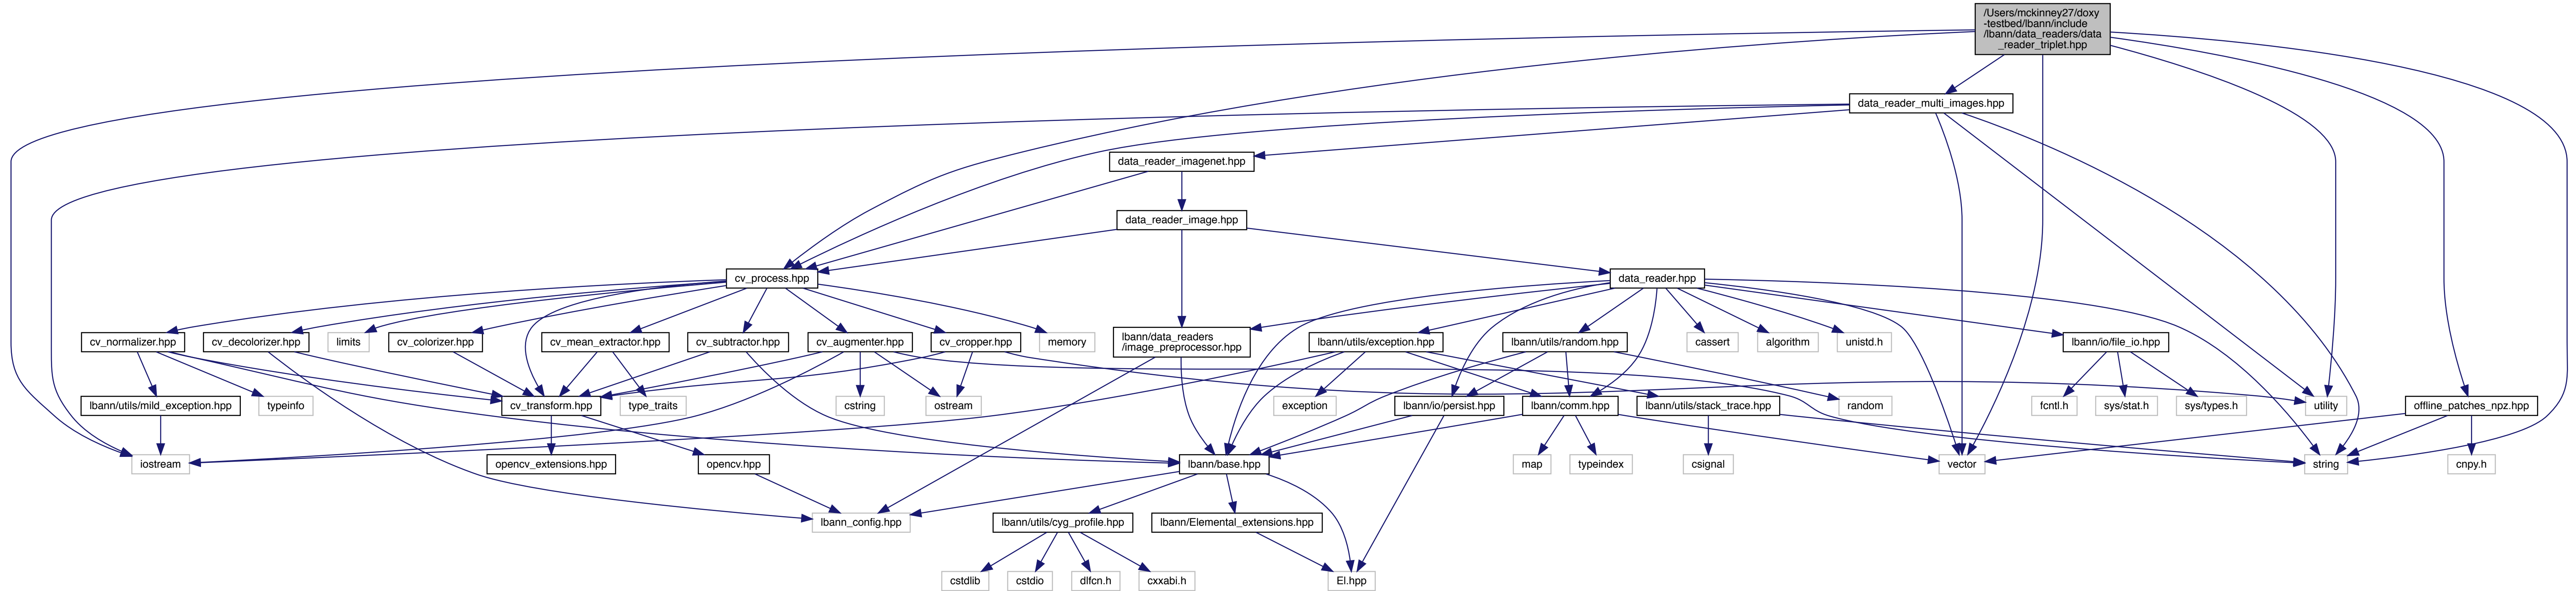 /Users/mckinney27/doxy
-testbed/lbann/include
/lbann/data_readers/data
_reader_triplet.hpp
data_reader_multi_images.hpp
data_reader_imagenet.hpp
data_reader_image.hpp
cv_process.hpp
data_reader.hpp
cv_normalizer.hpp
cv_decolorizer.hpp
limits
cv_colorizer.hpp
cv_mean_extractor.hpp
cv_subtractor.hpp
cv_augmenter.hpp
cv_cropper.hpp
memory
lbann/data_readers
/image_preprocessor.hpp
lbann/utils/exception.hpp
lbann/utils/random.hpp
cassert
algorithm
unistd.h
lbann/io/file_io.hpp
lbann/utils/mild_exception.hpp
typeinfo
cv_transform.hpp
type_traits
cstring
ostream
exception
lbann/io/persist.hpp
lbann/comm.hpp
lbann/utils/stack_trace.hpp
random
fcntl.h
sys/stat.h
sys/types.h
utility
offline_patches_npz.hpp
iostream
opencv_extensions.hpp
opencv.hpp
lbann/base.hpp
map
typeindex
csignal
vector
string
cnpy.h
lbann_config.hpp
lbann/utils/cyg_profile.hpp
lbann/Elemental_extensions.hpp
cstdlib
cstdio
dlfcn.h
cxxabi.h
El.hpp